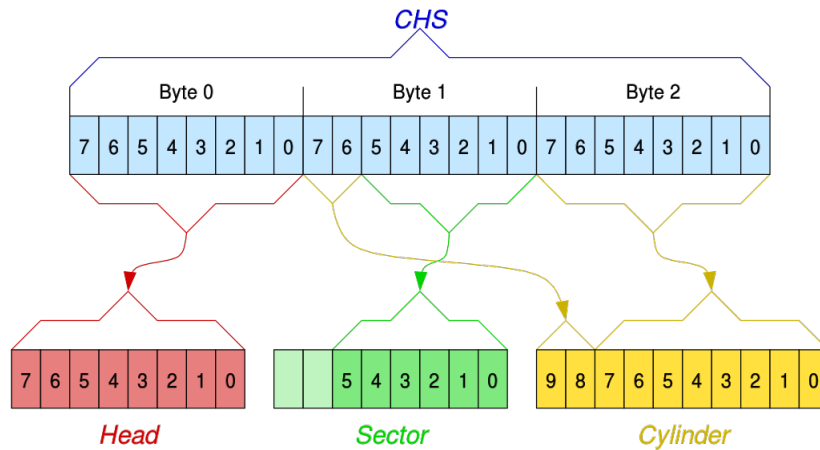 CHS
Byte 0 Byte 1 Byte 2
7 6 5 4 3 2 1 0 7 6 5 4 3 2 1 0 7 6 5 4 3 2 1 0
7 6 5 4 3 2 1 0 5 4 3 2 1 0 9 8 7 6 5 4 3 2 1 0
Head Sector Cylinder